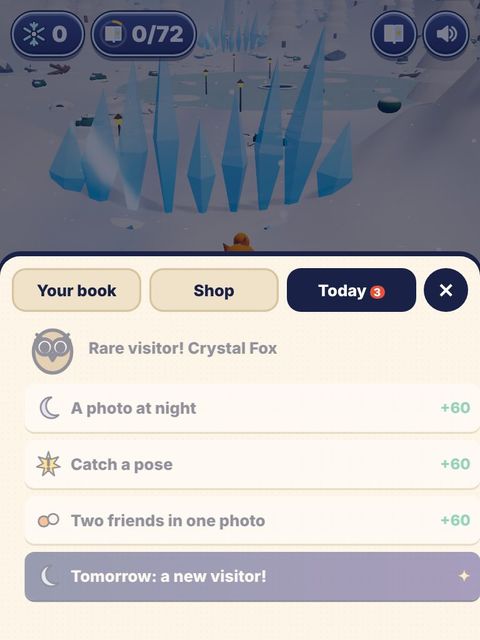 0
0/72
Your book
Shop
Today 3
Rare visitor! Crystal Fox
A photo at night
+60
Catch a pose
+60
Two friends in one photo
+60
Tomorrow: a new visitor!